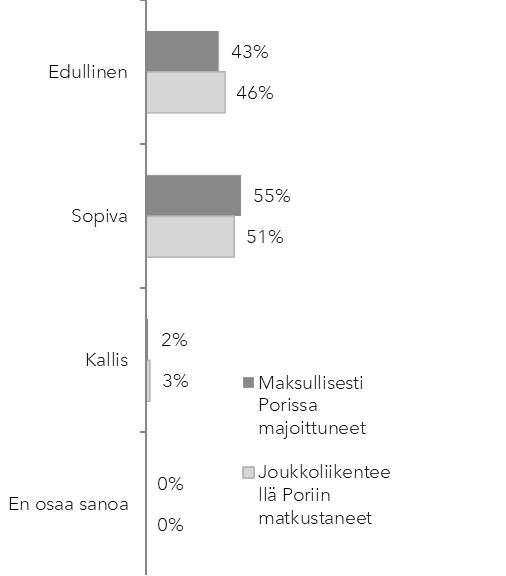 Edullinen
43%
46%
Sopiva
55%
51%
Kallis
2%
3%
En osaa sanoa
0%
0%
Maksullisesti
Porissa
majoittuneet
Joukkoliikentee
llä Poriin
matkustaneet